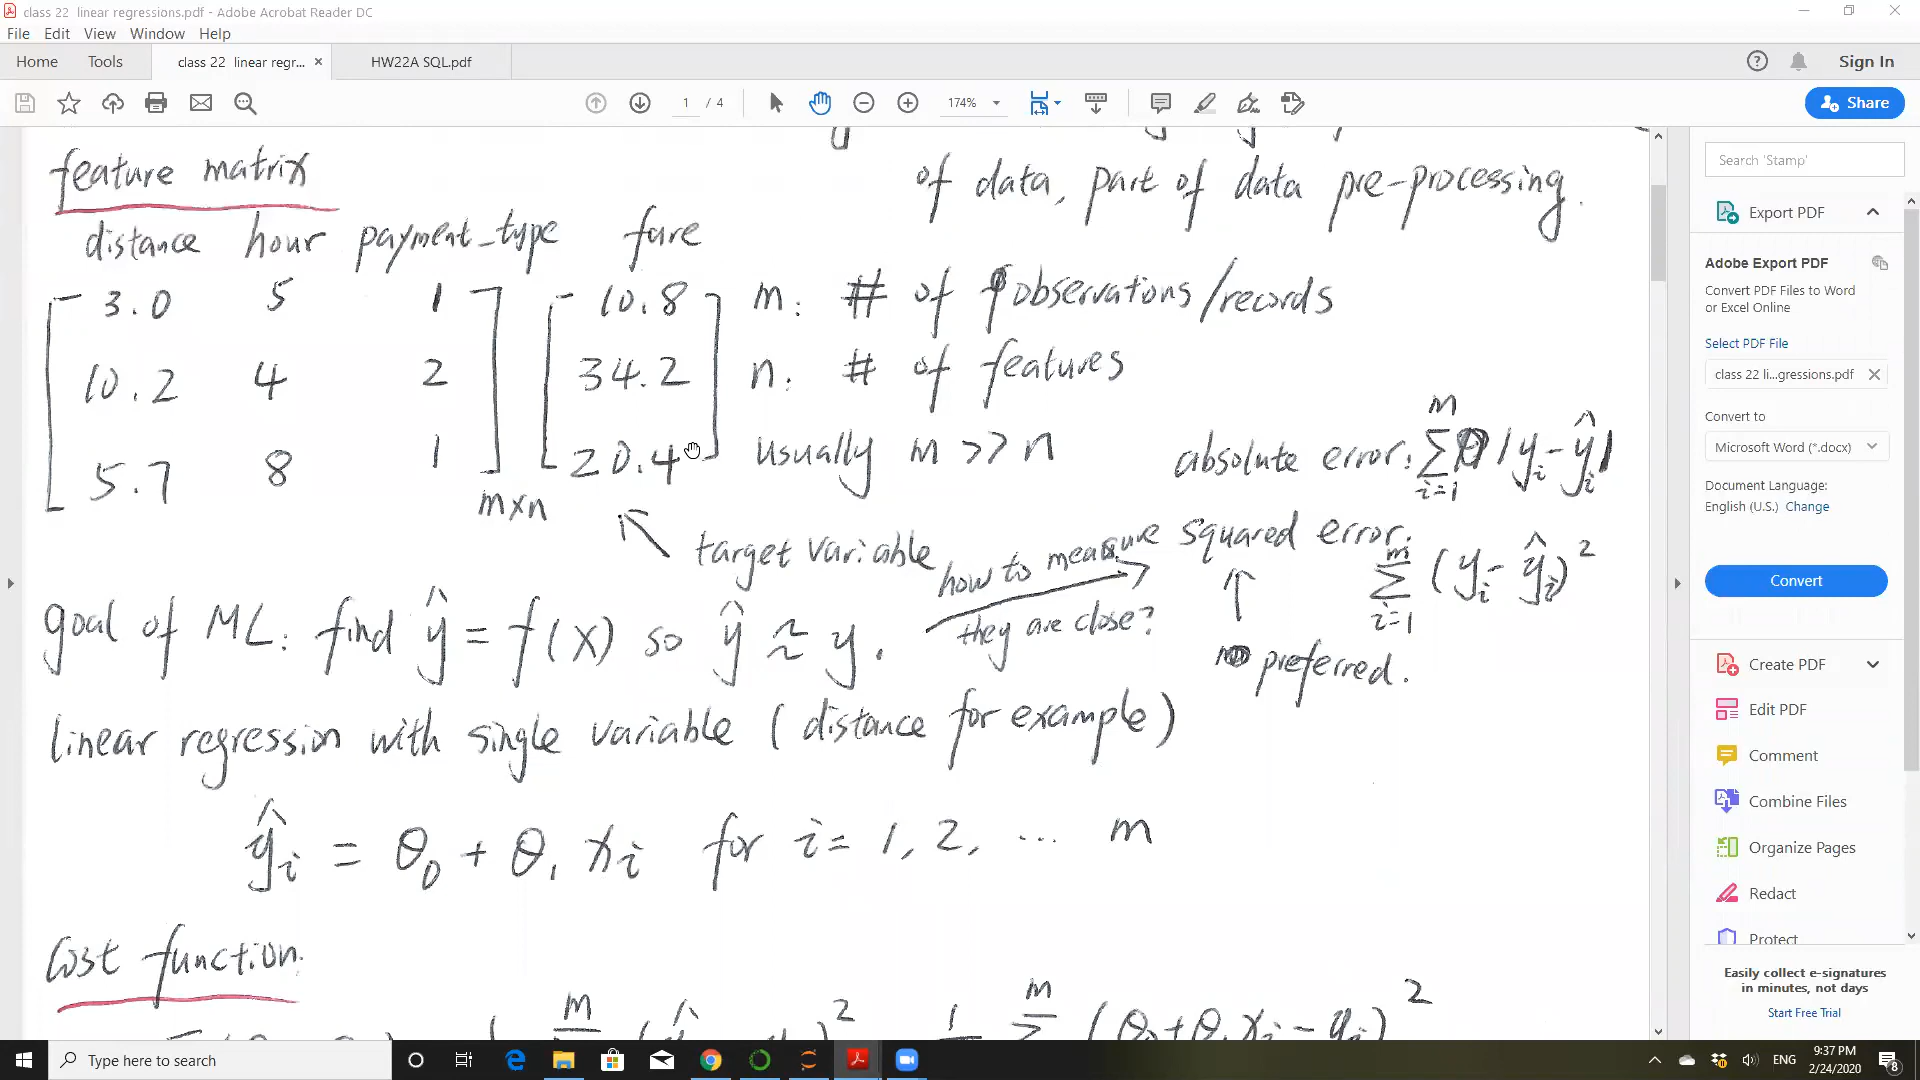 class 22 linear regressions.pdf - Adobe Acrobat Reader DC
File Edit View Window Help
Home Tools class 22 linear regr... × HW22A SQL.pdf Sign In
1 / 4 174% Share
of data, part of data pre-processing.
feature matrix
distance hour payment_type fare
3.0 5 1 10.8 m: # of observations/records
10.2 4 2 34.2 n: # of features
5.7 8 1 20.4 usually m >> n
m×n
absolute error: Σ i=1 m |yi - ŷi|
target variable
how to measure they are close?
squared error: Σ i=1 m (yi - ŷi)²
preferred.
goal of ML: find ŷ = f(x) so ŷ ≈ y.
linear regression with single variable (distance for example)
ŷi = θ0 + θ1 xi for i= 1, 2, ... m
cost function
m 2 m 2
(θ0+θ1 xi - yi)
Search 'Stamp'
Export PDF
Adobe Export PDF
Convert PDF Files to Word
or Excel Online
Select PDF File
class 22 li...gressions.pdf ×
Convert to
Microsoft Word (*.docx)
Document Language:
English (U.S.) Change
Convert
Create PDF
Edit PDF
Comment
Combine Files
Organize Pages
Redact
Protect
Easily collect e-signatures
in minutes, not days
Start Free Trial
Type here to search
ENG
9:37 PM
2/24/2020
8